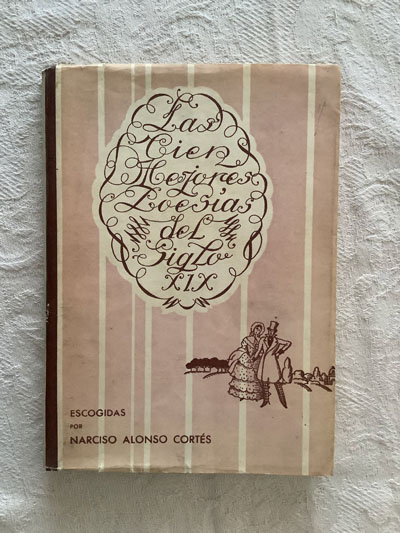 Las
Cien
Mejores
Poesías
del
Siglo
XIX
ESCOGIDAS
POR
NARCISO ALONSO CORTÉS